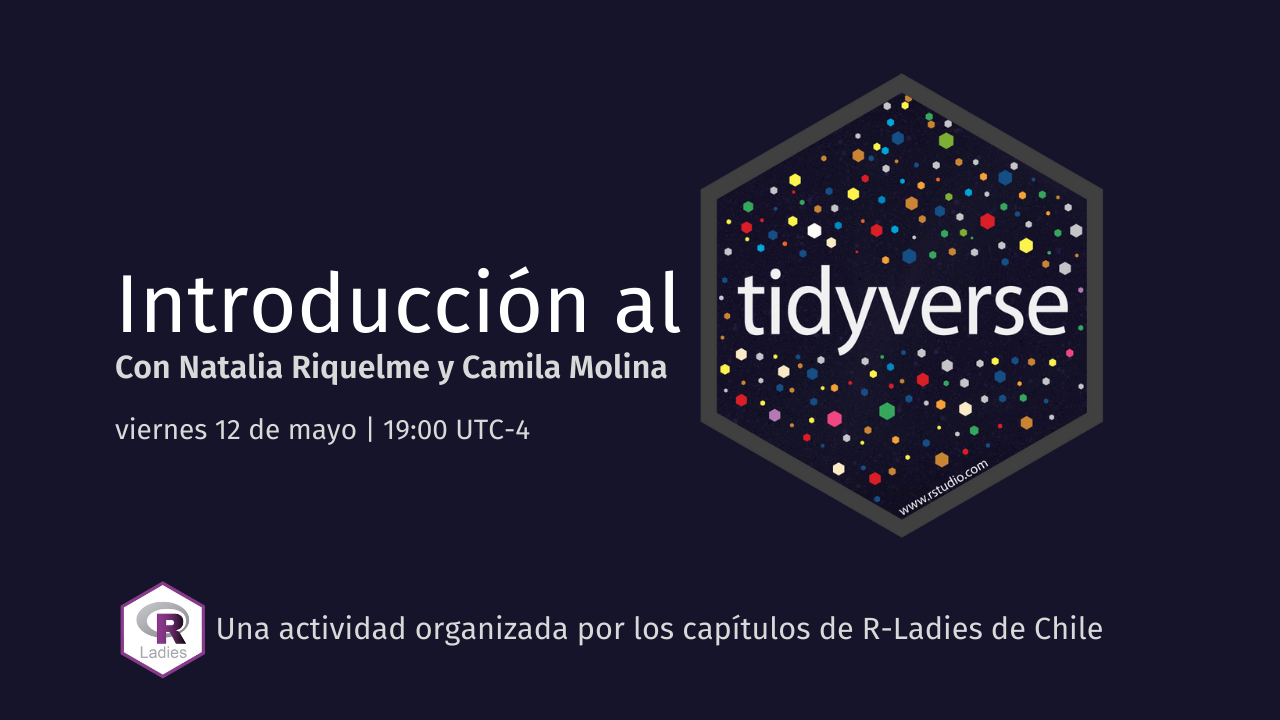 Introducción al
tidyverse
Con Natalia Riquelme y Camila Molina
viernes 12 de mayo | 19:00 UTC-4
www.rstudio.com
R
Ladies
Una actividad organizada por los capítulos de R-Ladies de Chile